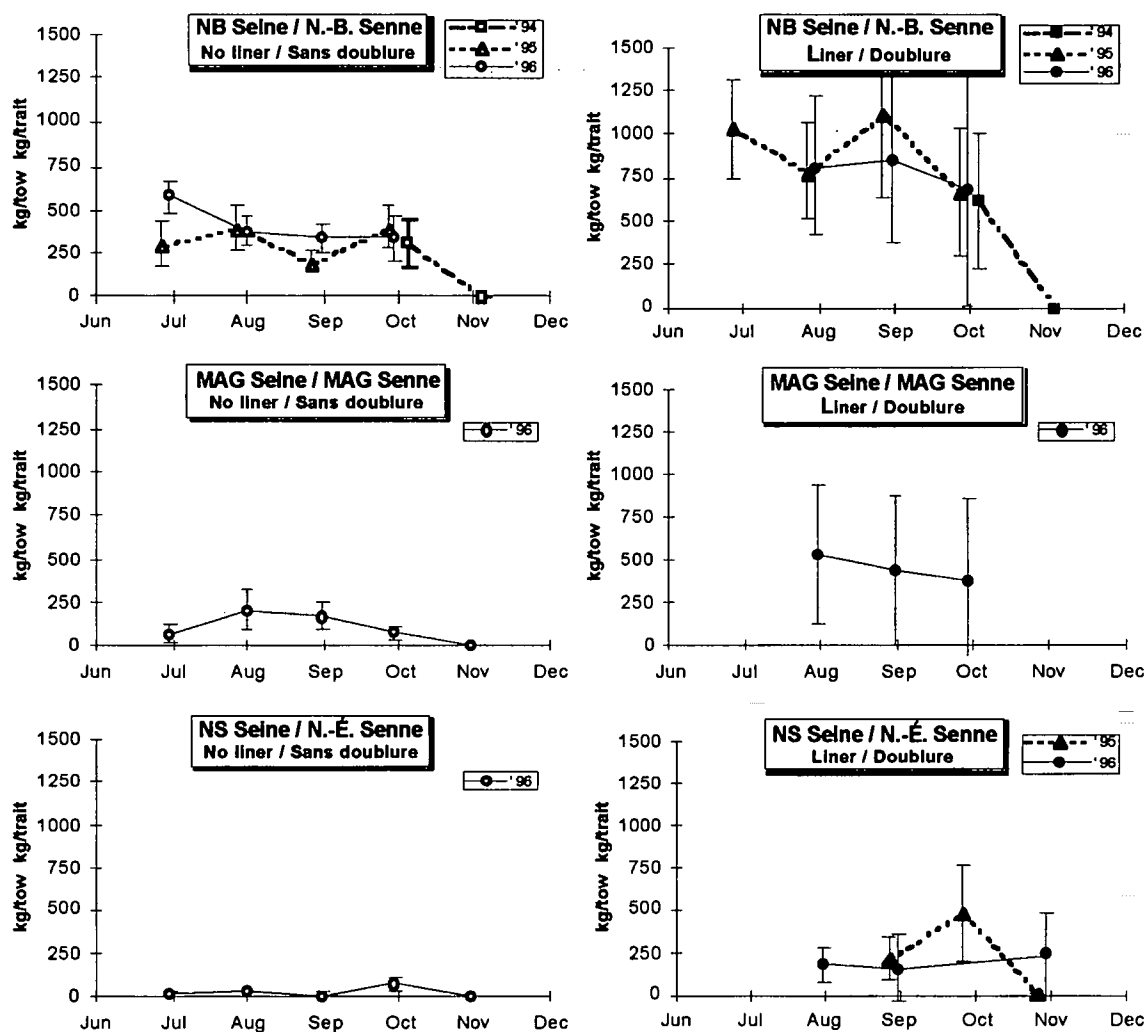 NB Seine / N.-B. Senne
No liner / Sans doublure
'94
'95
'96
kg/tow kg/trait
1500
1250
1000
750
500
250
0
Jun Jul Aug Sep Oct Nov Dec
NB Seine / N.-B. Senne
Liner / Doublure
'94
'95
'96
kg/tow kg/trait
1500
1250
1000
750
500
250
0
Jun Jul Aug Sep Oct Nov Dec
MAG Seine / MAG Senne
No liner / Sans doublure
'96
kg/tow kg/trait
1500
1250
1000
750
500
250
0
Jun Jul Aug Sep Oct Nov Dec
MAG Seine / MAG Senne
Liner / Doublure
'96
kg/tow kg/trait
1500
1250
1000
750
500
250
0
Jun Jul Aug Sep Oct Nov Dec
NS Seine / N.-É. Senne
No liner / Sans doublure
'96
kg/tow kg/trait
1500
1250
1000
750
500
250
0
Jun Jul Aug Sep Oct Nov Dec
NS Seine / N.-É. Senne
Liner / Doublure
'95
'96
kg/tow kg/trait
1500
1250
1000
750
500
250
0
Jun Jul Aug Sep Oct Nov Dec